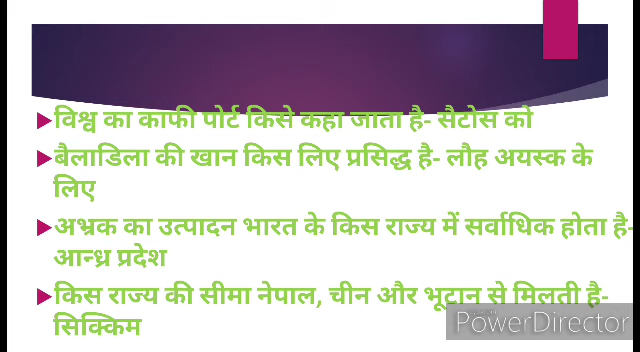 विश्व का काफी पोर्ट किसे कहा जाता है- सैटोस को
बैलाडिला की खान किस लिए प्रसिद्ध है- लौह अयस्क के
लिए
अभ्रक का उत्पादन भारत के किस राज्य में सर्वाधिक होता है-
आन्ध्र प्रदेश
किस राज्य की सीमा नेपाल, चीन और भूटान से मिलती है-
सिक्किम
PowerDirector